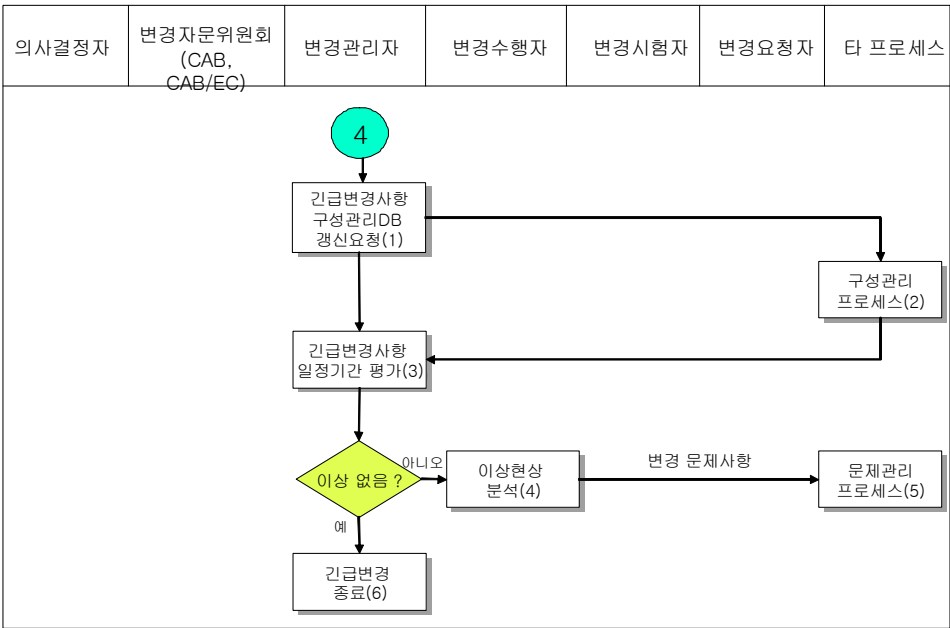 의사결정자
변경자문위원회
(CAB,
CAB/EC)
변경관리자
변경수행자
변경시험자
변경요청자
타 프로세스
4
긴급변경사항
구성관리DB
갱신요청(1)
구성관리
프로세스(2)
긴급변경사항
일정기간 평가(3)
이상 없음 ?
아니오
이상현상
분석(4)
변경 문제사항
문제관리
프로세스(5)
예
긴급변경
종료(6)